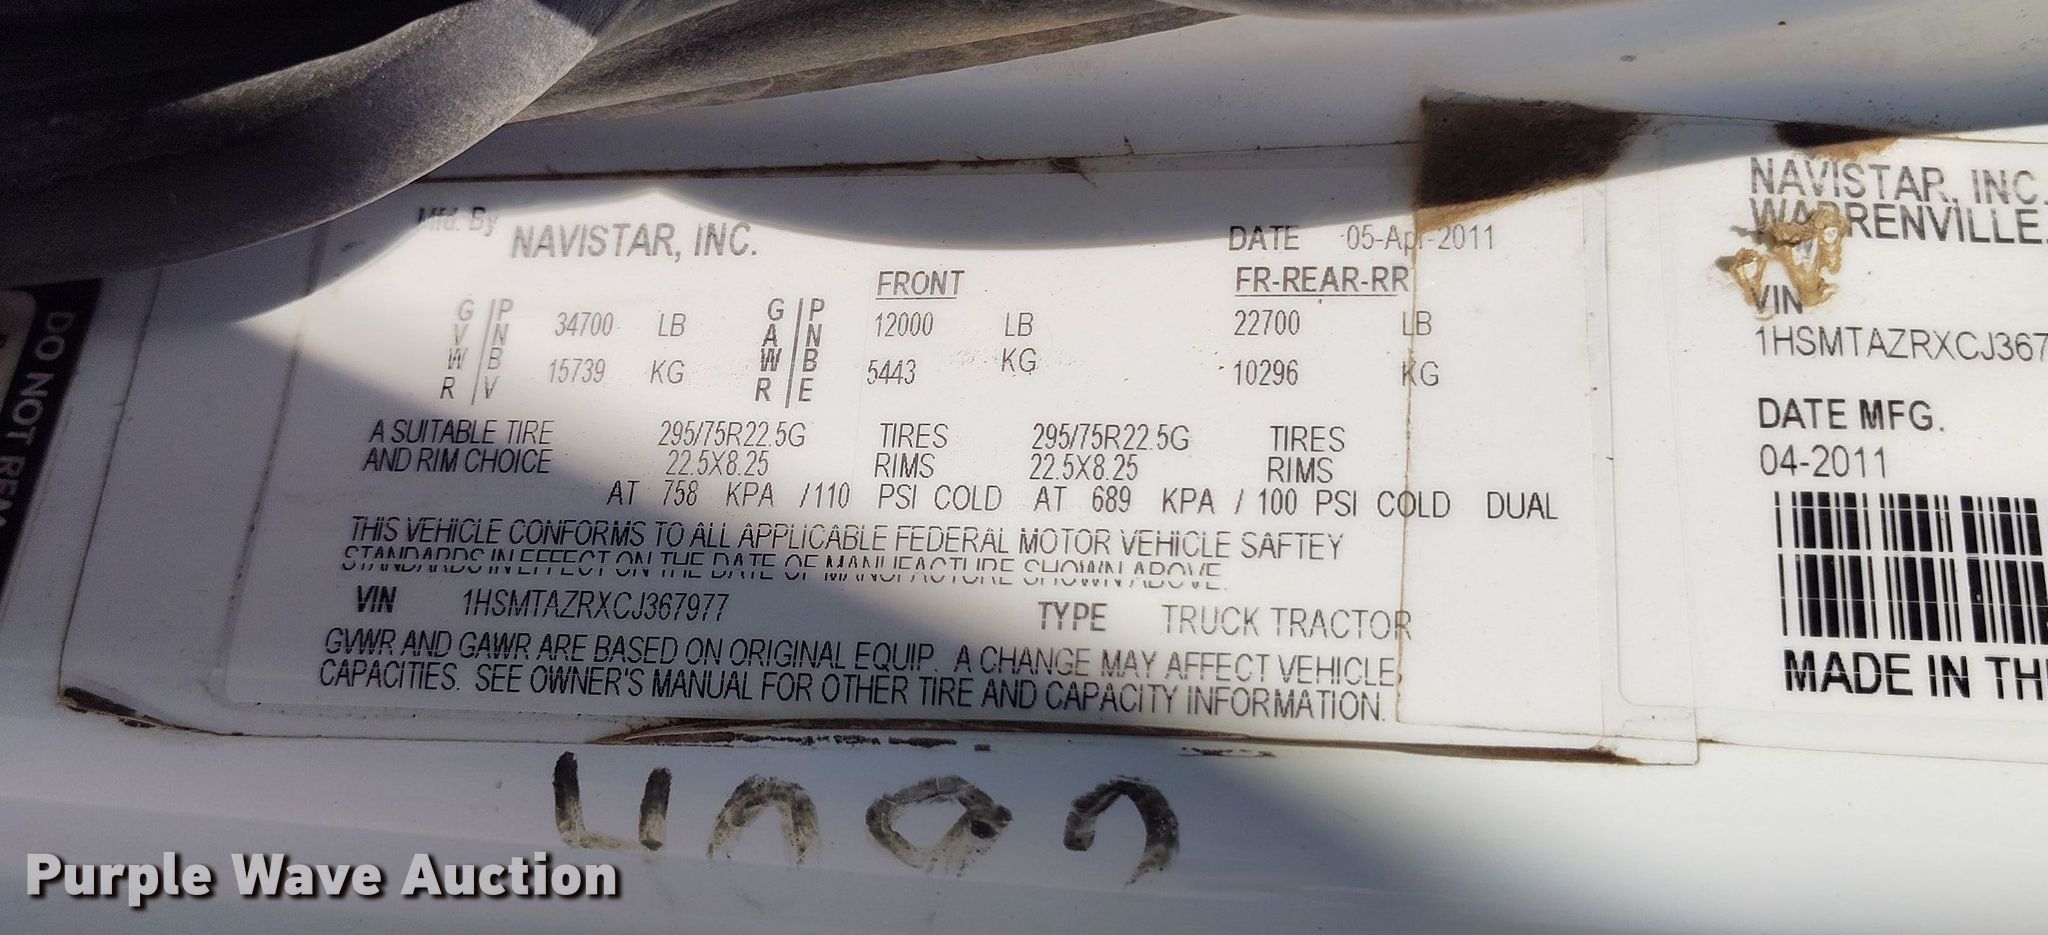 Mfd. By NAVISTAR, INC. DATE 05-Apr-2011
FRONT FR-REAR-RR
GVWR / PNBV 34700 LB GAWR / PNBE 12000 LB 22700 LB
15739 KG 5443 KG 10296 KG
A SUITABLE TIRE 295/75R22.5G TIRES 295/75R22.5G TIRES
AND RIM CHOICE 22.5X8.25 RIMS 22.5X8.25 RIMS
AT 758 KPA /110 PSI COLD AT 689 KPA / 100 PSI COLD DUAL
THIS VEHICLE CONFORMS TO ALL APPLICABLE FEDERAL MOTOR VEHICLE SAFTEY
STANDARDS IN EFFECT ON THE DATE OF MANUFACTURE SHOWN ABOVE.
VIN 1HSMTAZRXCJ367977 TYPE TRUCK TRACTOR
GVWR AND GAWR ARE BASED ON ORIGINAL EQUIP. A CHANGE MAY AFFECT VEHICLE
CAPACITIES. SEE OWNER'S MANUAL FOR OTHER TIRE AND CAPACITY INFORMATION.
NAVISTAR, INC.
WARRENVILLE,
VIN
1HSMTAZRXCJ367
DATE MFG.
04-2011
MADE IN TH
DO NOT REM
Purple Wave Auction